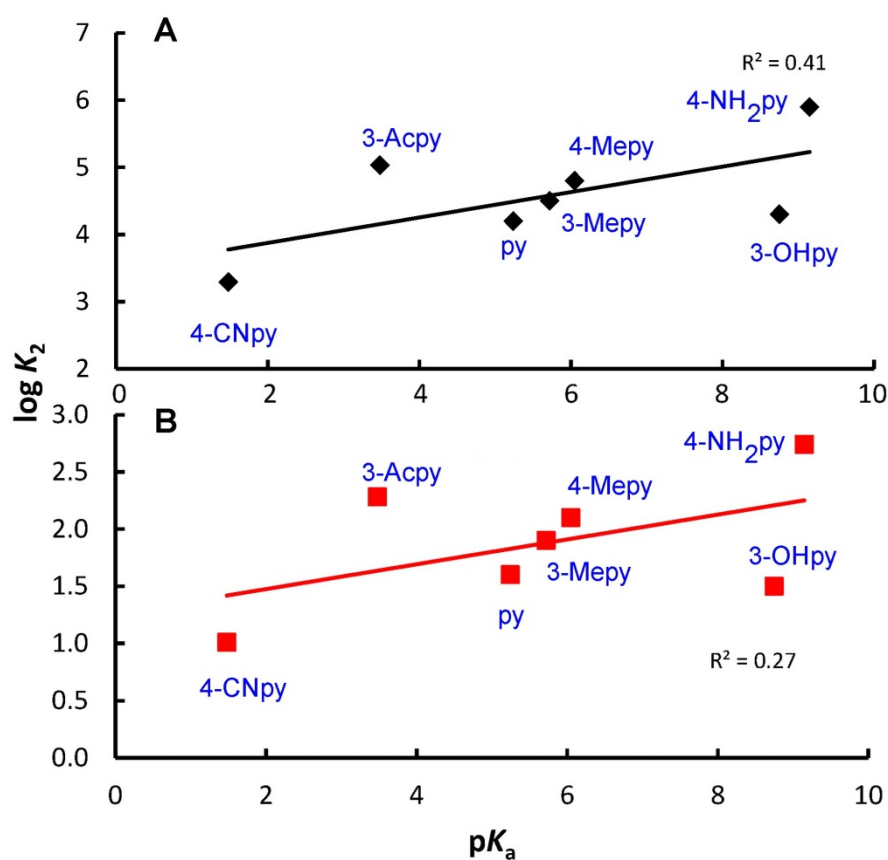 A
7
6
5
4
3
2
0
2
4
6
8
10
R² = 0.41
4-NH₂py
3-Acpy
4-Mepy
3-Mepy
py
3-OHpy
4-CNpy
log K₂
B
3.0
2.5
2.0
1.5
1.0
0.5
0.0
0
2
4
6
8
10
4-NH₂py
3-Acpy
4-Mepy
3-Mepy
3-OHpy
py
R² = 0.27
4-CNpy
pKₐ